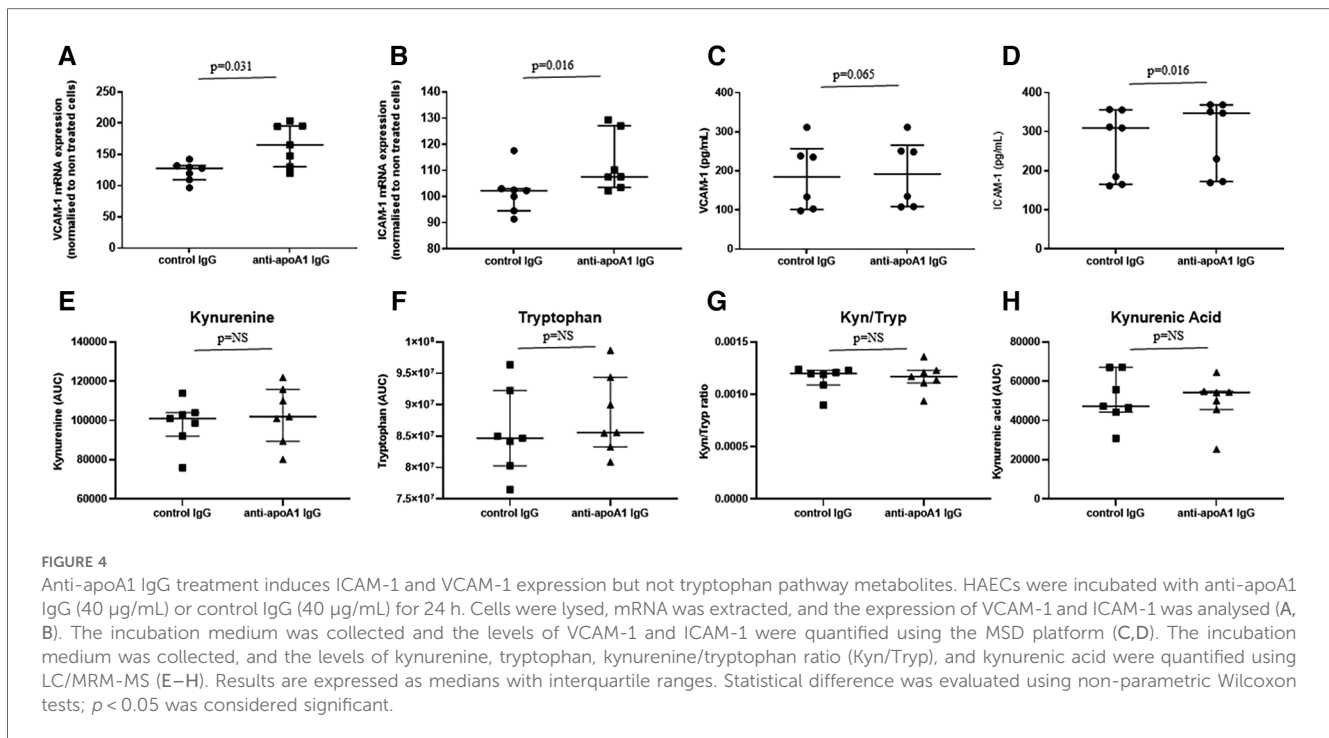 A
p=0.031
VCAM-1 mRNA expression
(normalised to non treated cells)
250
200
150
100
50
0
control IgG
anti-apoA1 IgG
B
p=0.016
ICAM-1 mRNA expression
(normalised to non treated cells)
140
130
120
110
100
90
80
control IgG
anti-apoA1 IgG
C
p=0.065
VCAM-1 (pg/mL)
400
300
200
100
0
control IgG
anti-apoA1 IgG
D
p=0.016
ICAM-1 (pg/mL)
400
300
200
100
0
control IgG
anti-apoA1 IgG
E
Kynurenine
p=NS
Kynurenine (AUC)
140000
120000
100000
80000
60000
control IgG
anti-apoA1 IgG
F
Tryptophan
p=NS
Tryptophan (AUC)
1×10⁸
9.5×10⁷
9×10⁷
8.5×10⁷
8×10⁷
7.5×10⁷
control IgG
anti-apoA1 IgG
G
Kyn/Tryp
p=NS
Kyn/Tryp ratio
0.0015
0.0010
0.0005
0.0000
control IgG
anti-apoA1 IgG
H
Kynurenic Acid
p=NS
Kynurenic acid (AUC)
80000
60000
40000
20000
0
control IgG
anti-apoA1 IgG
FIGURE 4
Anti-apoA1 IgG treatment induces ICAM-1 and VCAM-1 expression but not tryptophan pathway metabolites. HAECs were incubated with anti-apoA1
IgG (40 µg/mL) or control IgG (40 µg/mL) for 24 h. Cells were lysed, mRNA was extracted, and the expression of VCAM-1 and ICAM-1 was analysed (A,
B). The incubation medium was collected and the levels of VCAM-1 and ICAM-1 were quantified using the MSD platform (C,D). The incubation
medium was collected, and the levels of kynurenine, tryptophan, kynurenine/tryptophan ratio (Kyn/Tryp), and kynurenic acid were quantified using
LC/MRM-MS (E–H). Results are expressed as medians with interquartile ranges. Statistical difference was evaluated using non-parametric Wilcoxon
tests; p < 0.05 was considered significant.